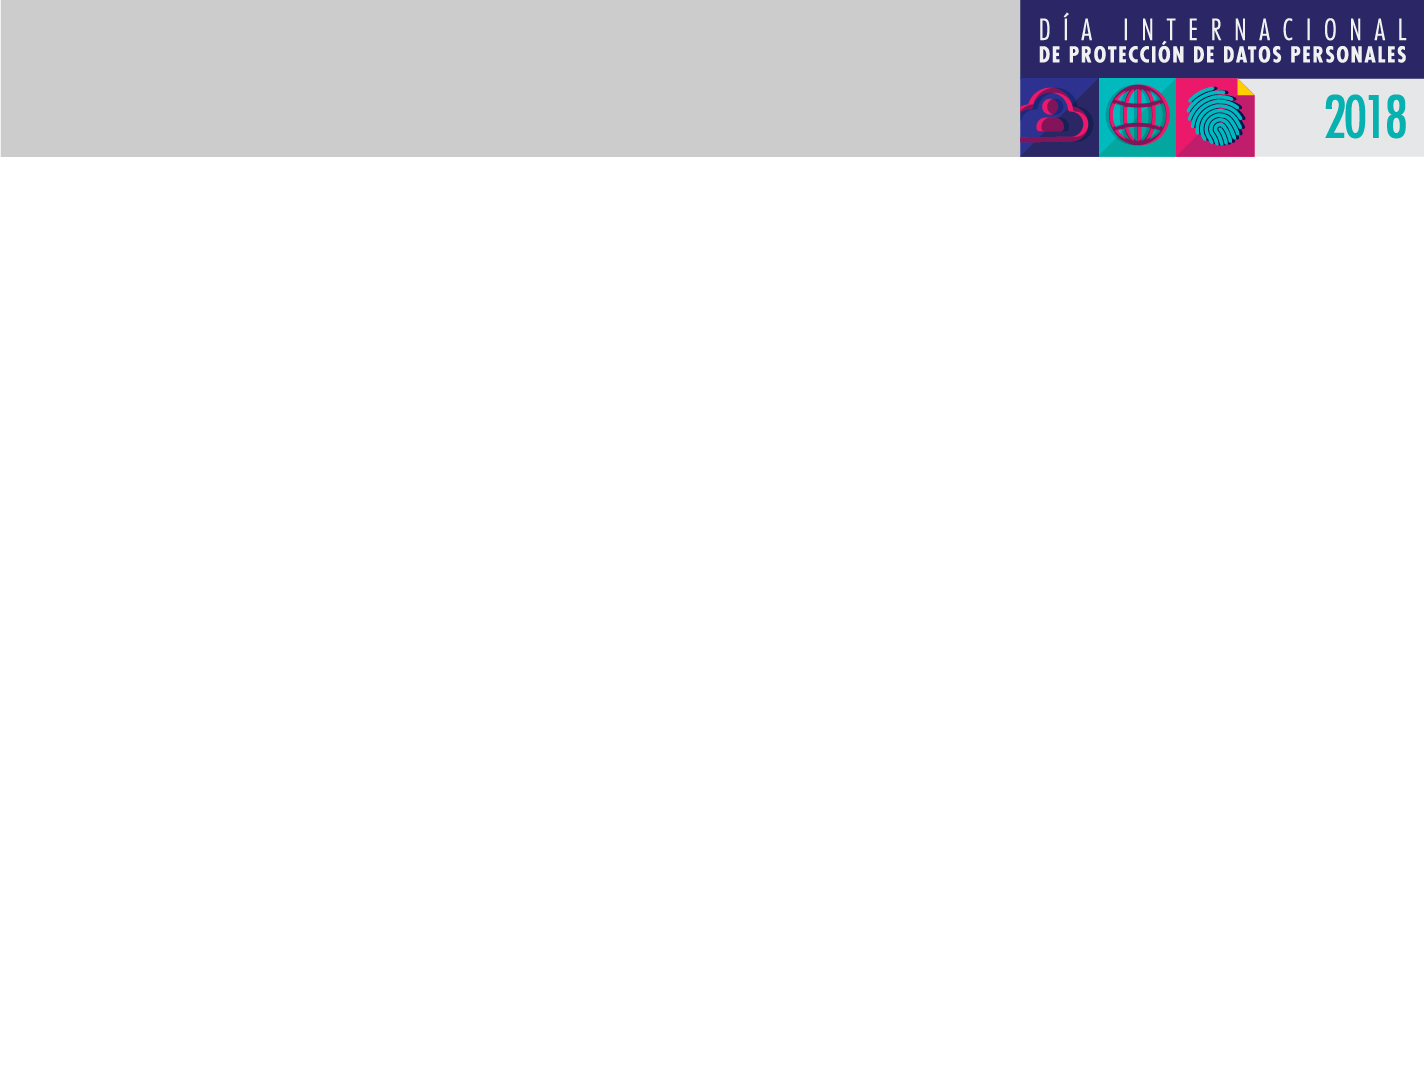 DÍA INTERNACIONAL
DE PROTECCIÓN DE DATOS PERSONALES
2018